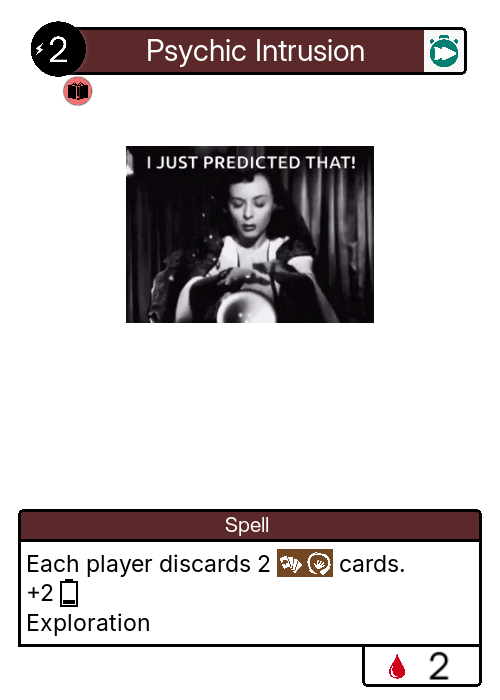 2
Psychic Intrusion
I JUST PREDICTED THAT!
Spell
Each player discards 2 cards.
+2
Exploration
2